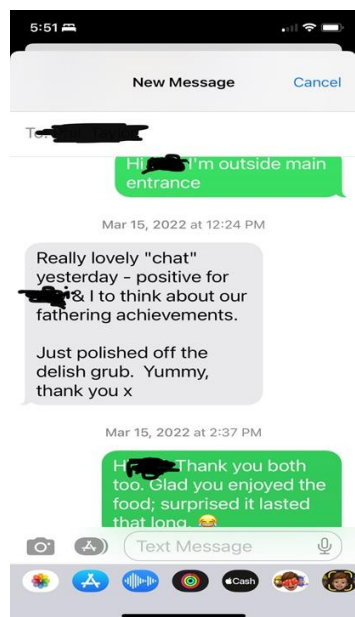 5:51
New Message
Cancel
To:
Hi I'm outside main
entrance
Mar 15, 2022 at 12:24 PM
Really lovely "chat"
yesterday - positive for
& I to think about our
fathering achievements.
Just polished off the
delish grub.  Yummy,
thank you x
Mar 15, 2022 at 2:37 PM
Thank you both
too. Glad you enjoyed the
food; surprised it lasted
that long. 😂
Text Message
Cash